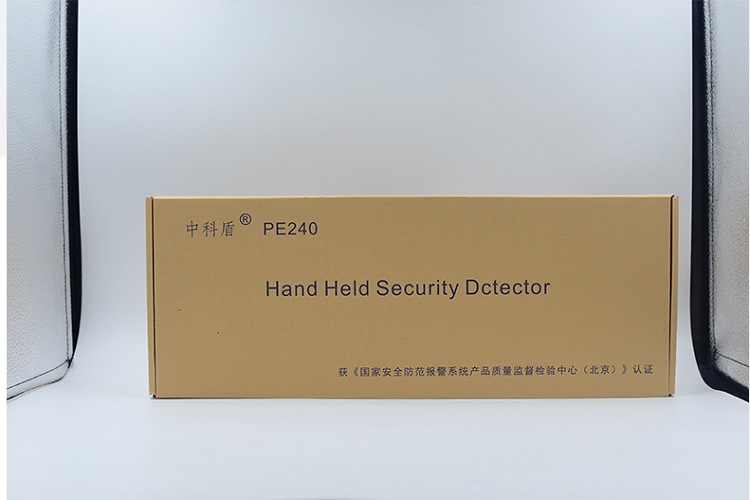 中科盾® PE240
Hand Held Security Dctector
获《国家安全防范报警系统产品质量监督检验中心（北京）》认证